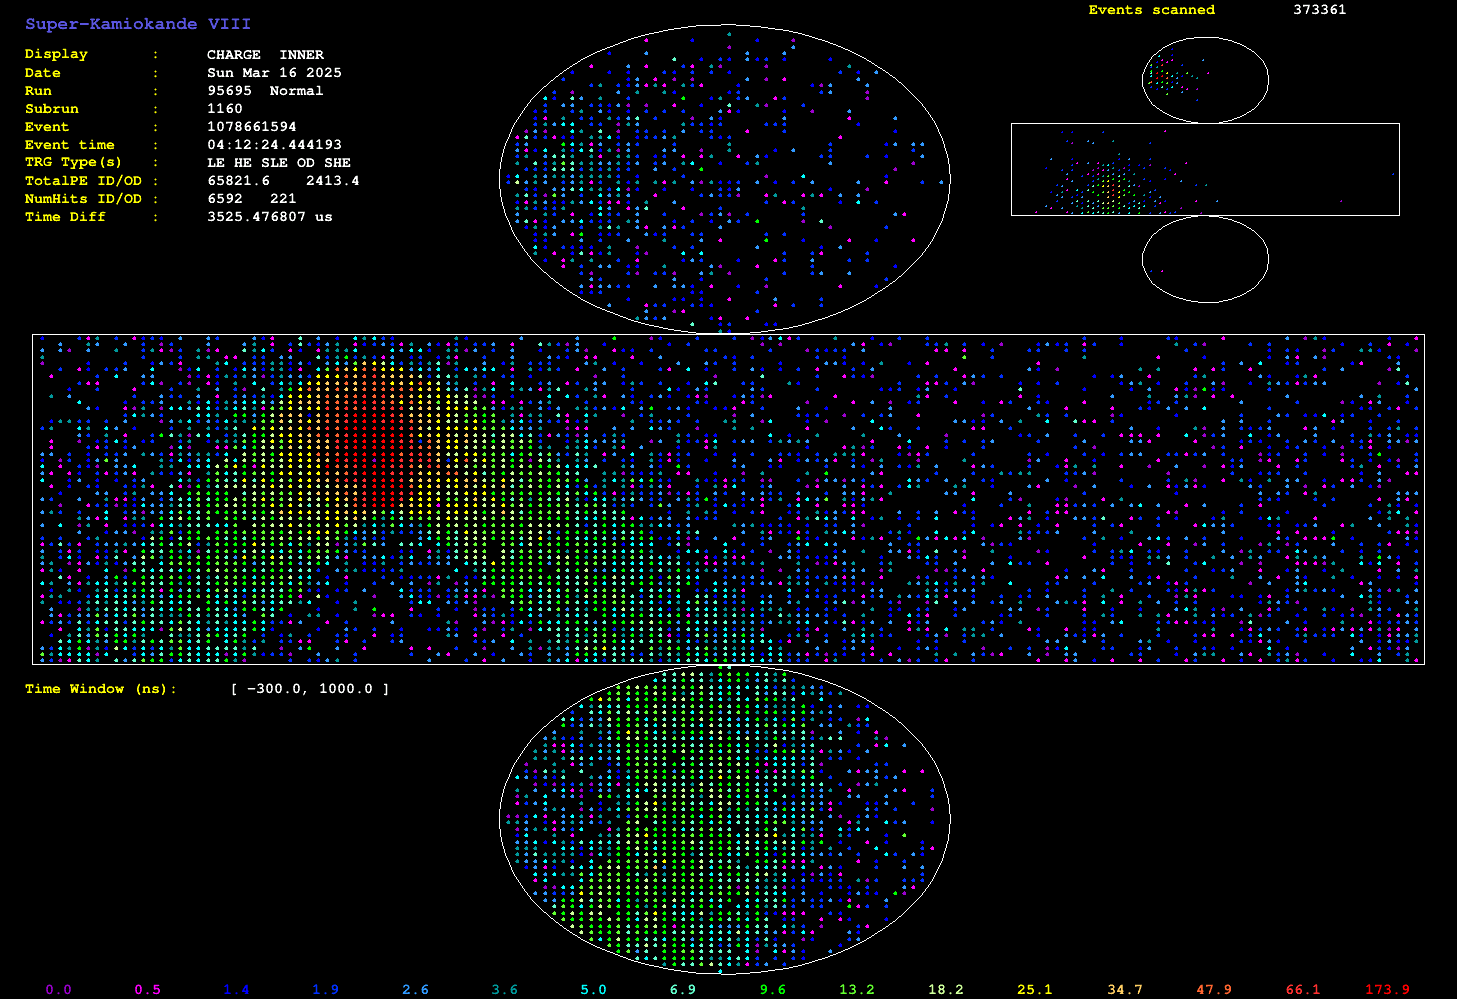 Super-Kamiokande VIII
Display : CHARGE INNER
Date : Sun Mar 16 2025
Run : 95695 Normal
Subrun : 1160
Event : 1078661594
Event time : 04:12:24.444193
TRG Type(s) : LE HE SLE OD SHE
TotalPE ID/OD : 65821.6 2413.4
NumHits ID/OD : 6592 221
Time Diff : 3525.476807 us
Events scanned 373361
Time Window (ns): [ -300.0, 1000.0 ]
0.0 0.5 1.4 1.9 2.6 3.6 5.0 6.9 9.6 13.2 18.2 25.1 34.7 47.9 66.1 173.9